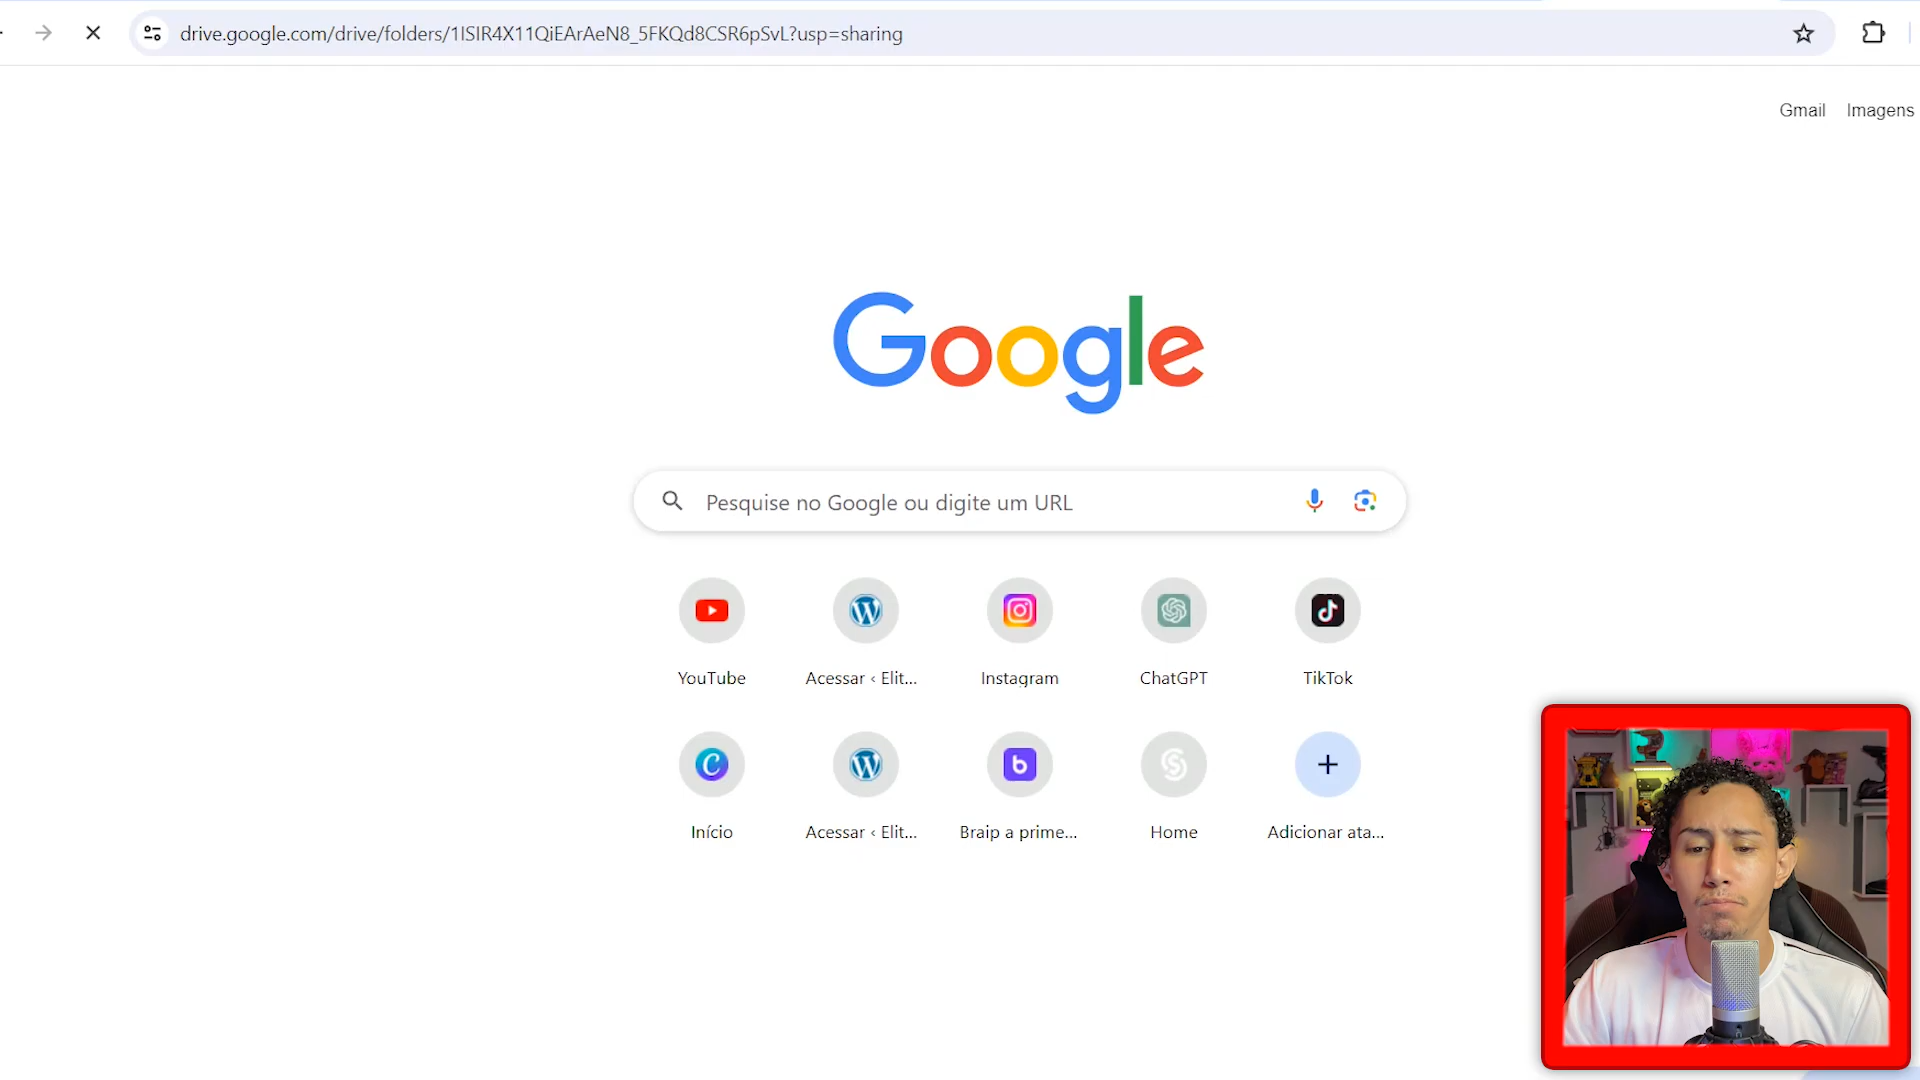 drive.google.com/drive/folders/1ISIR4X11QiEArAeN8_5FKQd8CSR6pSvL?usp=sharing
Gmail Imagens
Google
Pesquise no Google ou digite um URL
YouTube Acessar ‹ Elit... Instagram ChatGPT TikTok
Início Acessar ‹ Elit... Braip a prime... Home Adicionar ata...